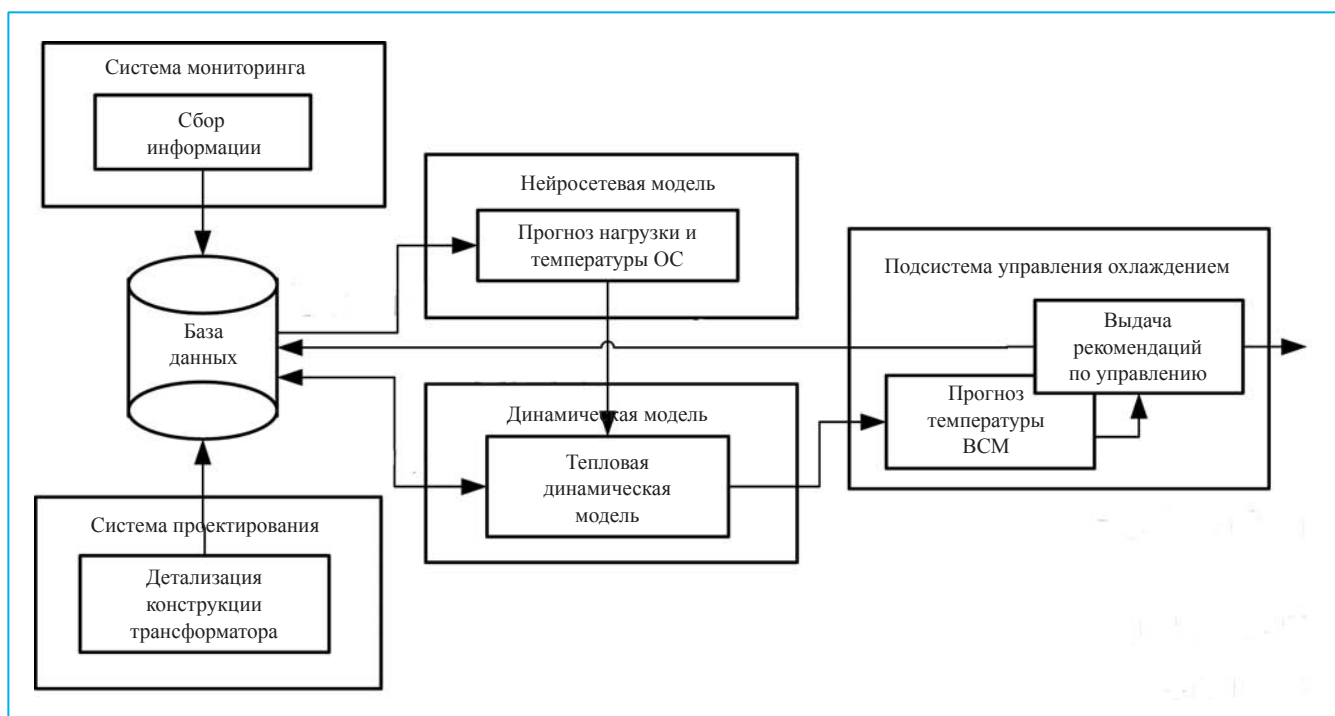 Система мониторинга
Сбор
информации
Нейросетевая модель
Прогноз нагрузки и
температуры ОС
Подсистема управления охлаждением
Выдача
рекомендаций
по управлению
База
данных
Прогноз
температуры
ВСМ
Динамическая модель
Тепловая
динамическая
модель
Система проектирования
Детализация
конструкции
трансформатора